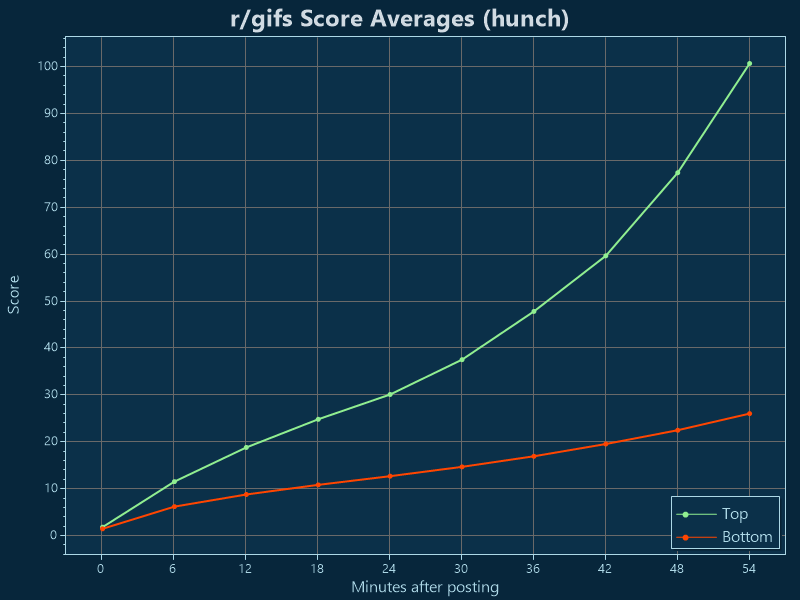 r/gifs Score Averages (hunch)
100
90
80
70
60
50
40
30
20
10
0
Score
0 6 12 18 24 30 36 42 48 54
Minutes after posting
Top
Bottom